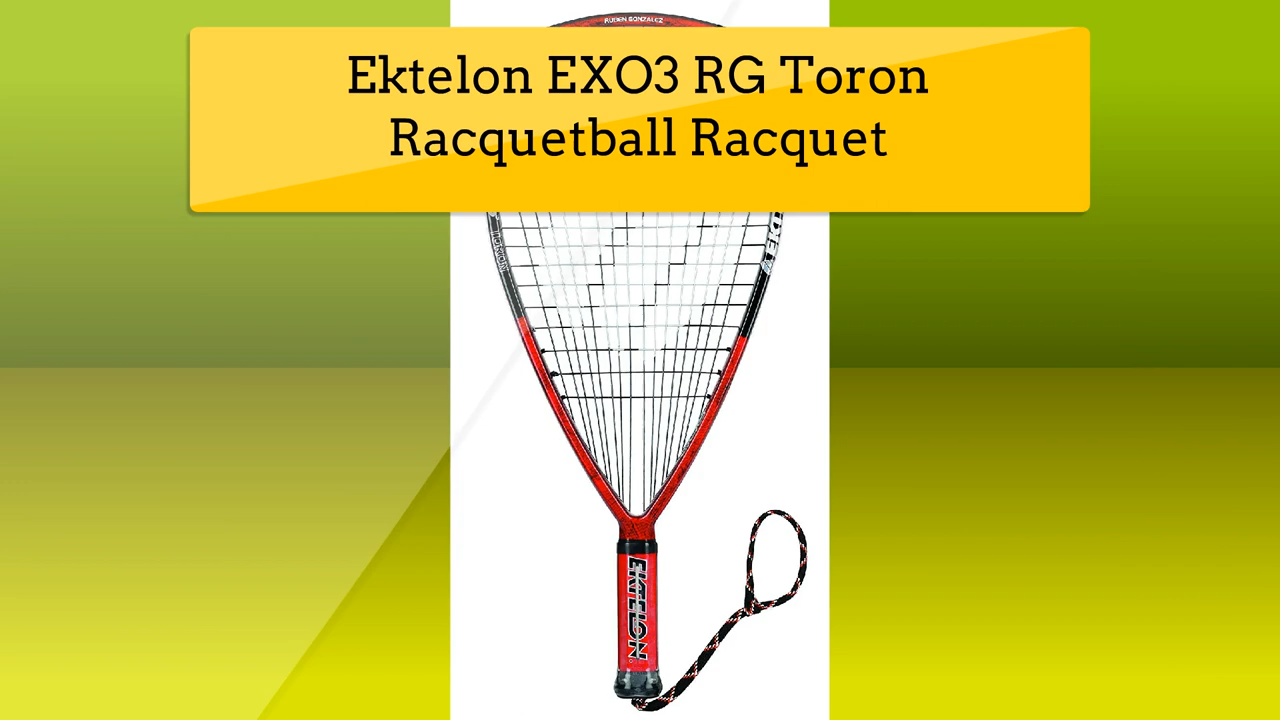 RUBEN GONZALEZ
Ektelon EXO3 RG Toron
Racquetball Racquet
EKTELON